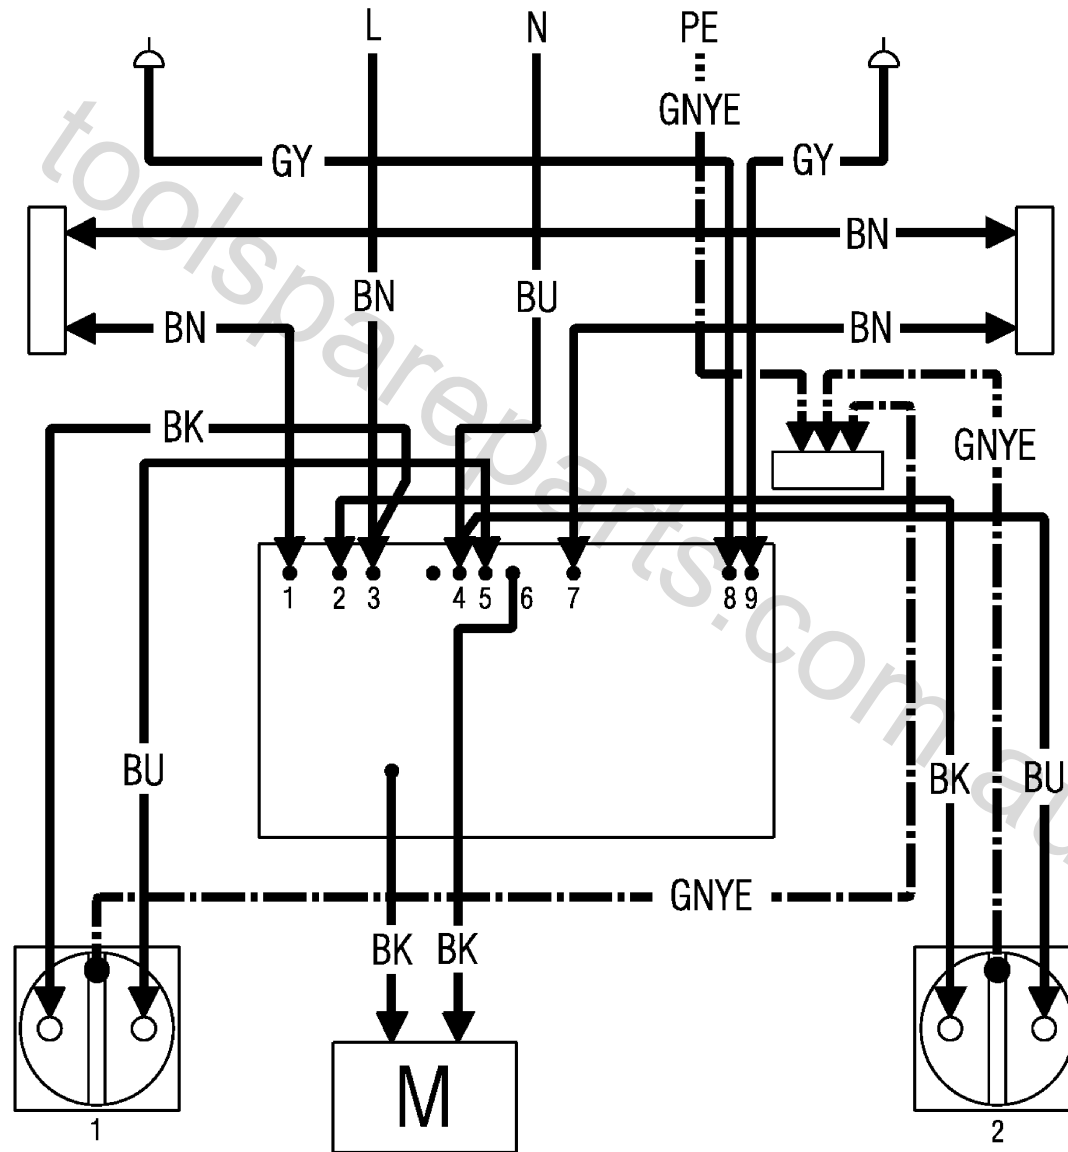 L N PE
GNYE
GY GY
BN
BN BU
BN BN
BK
GNYE
1 2 3 4 5 6 7 8 9
BU BK BU
GNYE
BK BK
M
1 2
toolspareparts.com.au